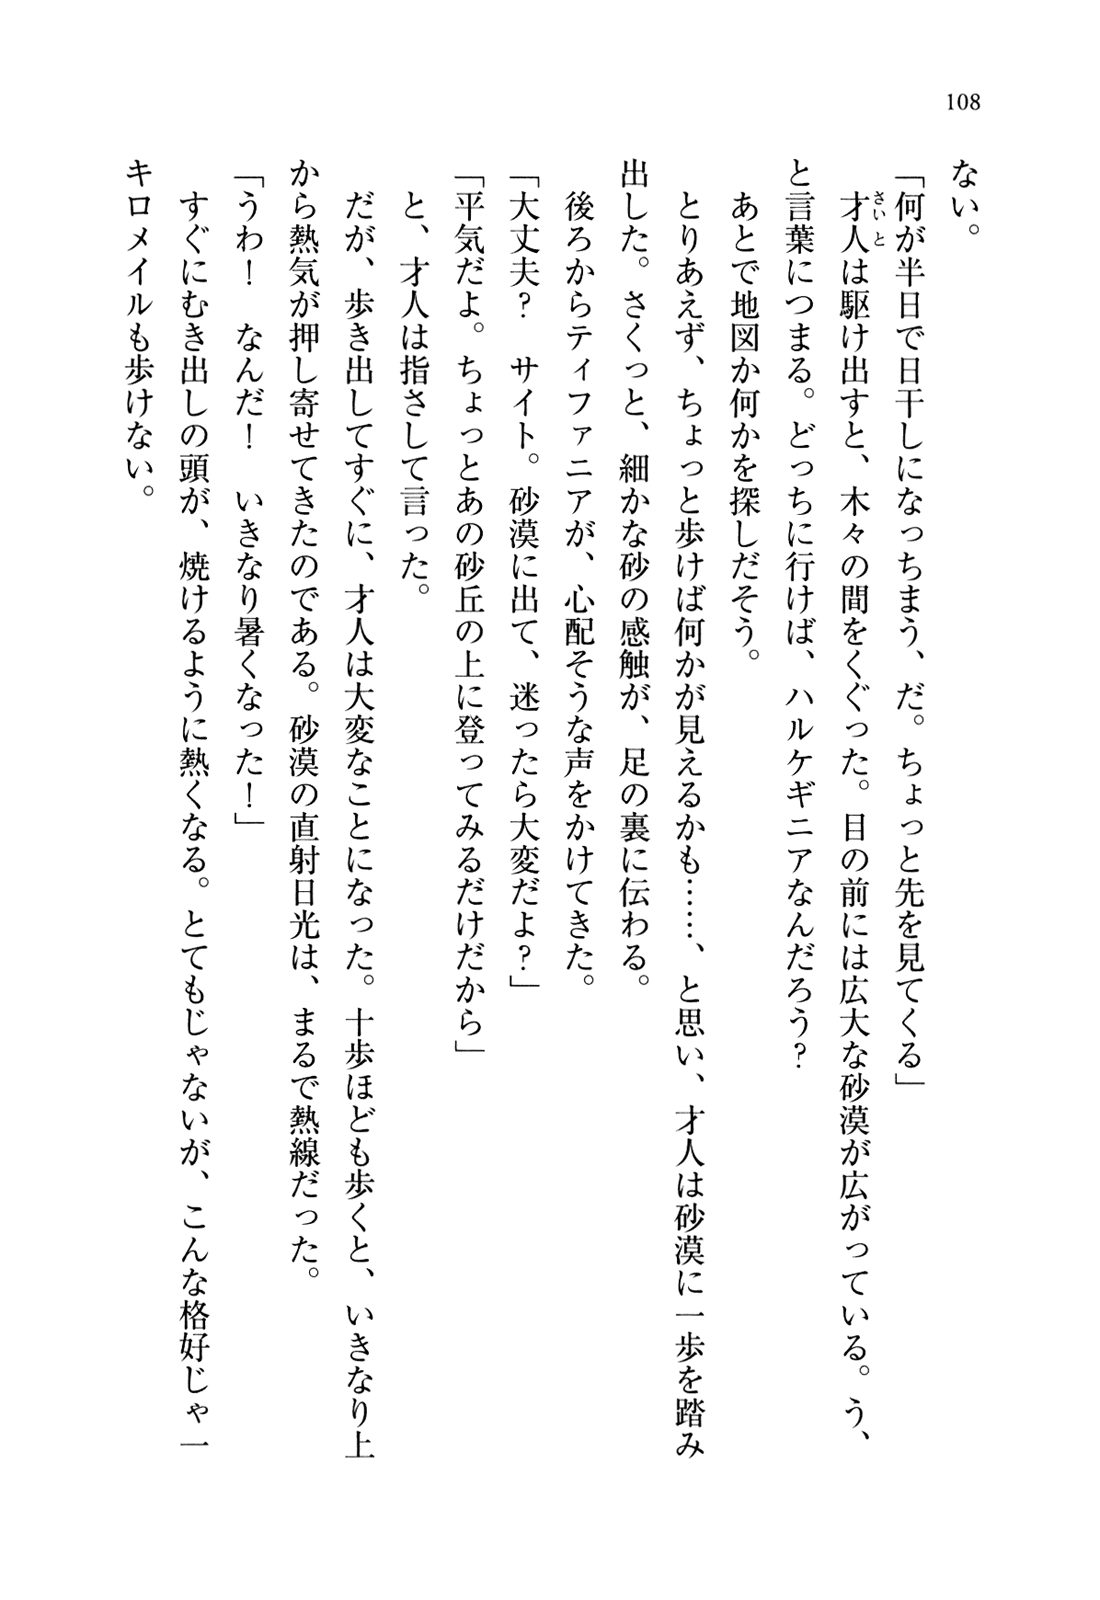 108
ない。
「何が半日で日干しになっちまう、だ。ちょっと先を見てくる」
才人は駆け出すと、木々の間をくぐった。目の前には広大な砂漠が広がっている。う、
さいと
と言葉につまる。どっちに行けば、ハルケギニアなんだろう？
あとで地図か何かを探しだそう。
とりあえず、ちょっと歩けば何かが見えるかも……、と思い、才人は砂漠に一歩を踏み
出した。さくっと、細かな砂の感触が、足の裏に伝わる。
後ろからティファニアが、心配そうな声をかけてきた。
「大丈夫？　サイト。砂漠に出て、迷ったら大変だよ？」
「平気だよ。ちょっとあの砂丘の上に登ってみるだけだから」
と、才人は指さして言った。
だが、歩き出してすぐに、才人は大変なことになった。十歩ほども歩くと、いきなり上
から熱気が押し寄せてきたのである。砂漠の直射日光は、まるで熱線だった。
「うわ！　なんだ！　いきなり暑くなった！」
すぐにむき出しの頭が、焼けるように熱くなる。とてもじゃないが、こんな格好じゃ一
キロメイルも歩けない。